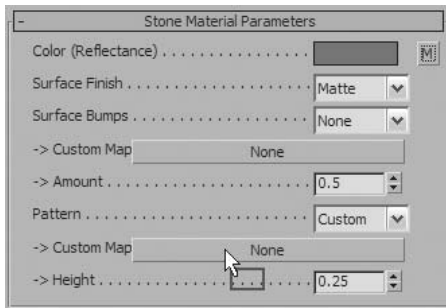 - Stone Material Parameters
Color (Reflectance) . . . . . . . . . . . . . . . . M
Surface Finish . . . . . . . . . . . . . . . . . . . . Matte
Surface Bumps . . . . . . . . . . . . . . . . . . . . None
-> Custom Map None
-> Amount . . . . . . . . . . . . . . . . . . . . . . . 0.5
Pattern . . . . . . . . . . . . . . . . . . . . . . . . . Custom
-> Custom Map None
-> Height . . . . . . . . . . . . . . . . . . . . . . . . 0.25